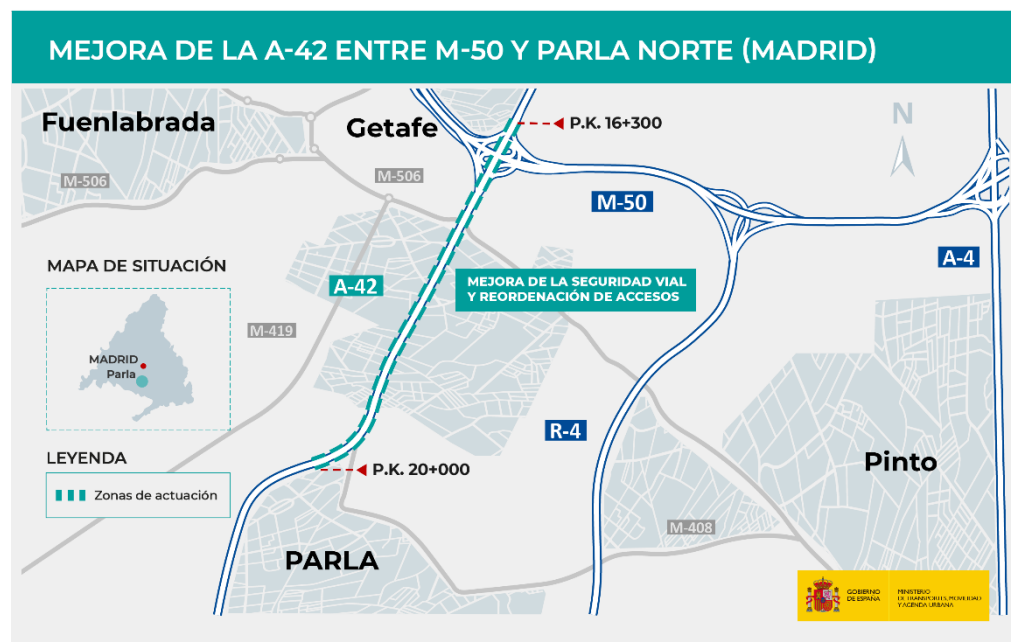 MEJORA DE LA A-42 ENTRE M-50 Y PARLA NORTE (MADRID)
Fuenlabrada
Getafe
P.K. 16+300
N
M-506
M-506
M-50
A-4
MAPA DE SITUACIÓN
A-42
MEJORA DE LA SEGURIDAD VIAL
Y REORDENACIÓN DE ACCESOS
M-419
MADRID
Parla
R-4
LEYENDA
Zonas de actuación
P.K. 20+000
Pinto
M-408
PARLA
GOBIERNO
DE ESPAÑA
MINISTERIO
DE TRANSPORTES, MOVILIDAD
Y AGENDA URBANA